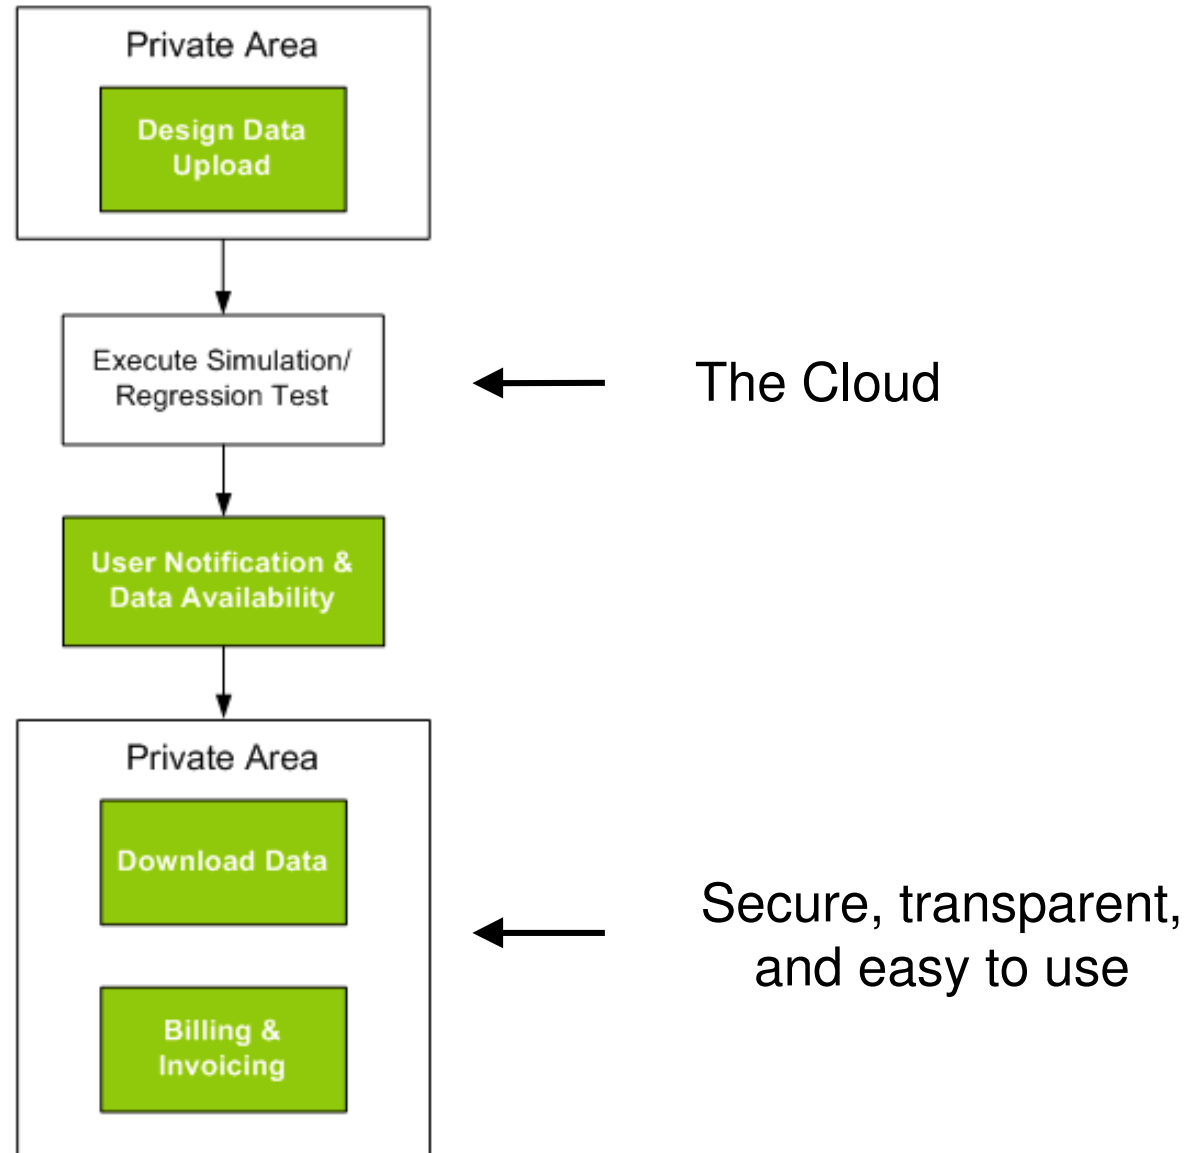 Private Area
Design Data
Upload
Execute Simulation/
Regression Test
The Cloud
User Notification &
Data Availability
Private Area
Download Data
Secure, transparent,
and easy to use
Billing &
Invoicing